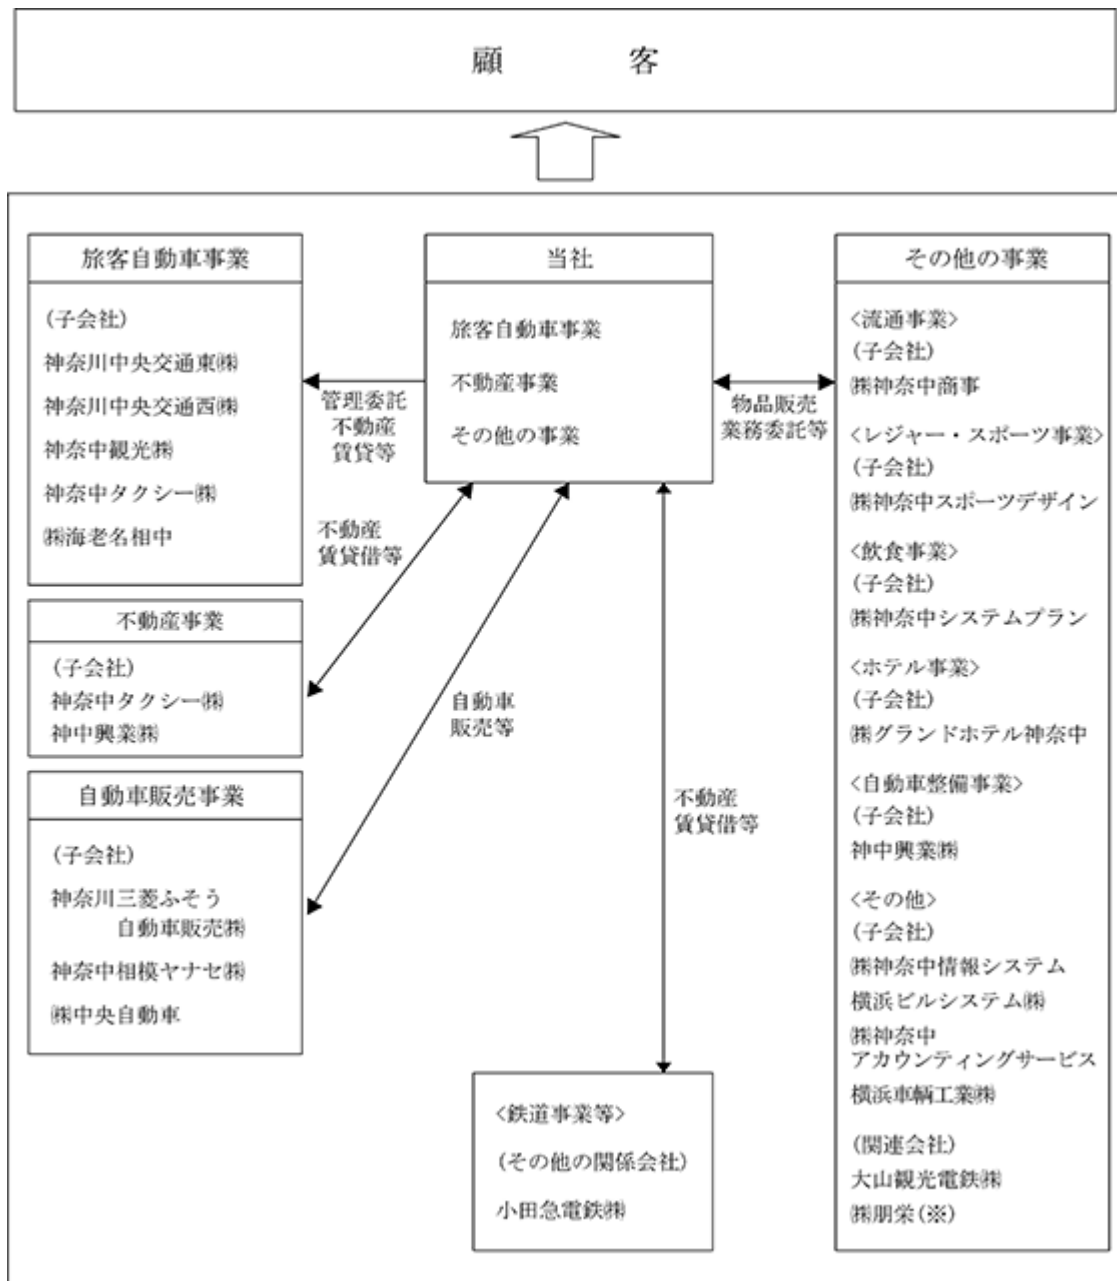 顧 客
旅客自動車事業
(子会社)
神奈川中央交通東㈱
神奈川中央交通西㈱
神奈中観光㈱
神奈中タクシー㈱
㈱海老名相中
不動産事業
(子会社)
神奈中タクシー㈱
神中興業㈱
自動車販売事業
(子会社)
神奈川三菱ふそう
自動車販売㈱
神奈中相模ヤナセ㈱
㈱中央自動車
管理委託
不動産
賃貸等
不動産
賃貸借等
自動車
販売等
当社
旅客自動車事業
不動産事業
その他の事業
物品販売
業務委託等
不動産
賃貸借等
<鉄道事業等>
(その他の関係会社)
小田急電鉄㈱
その他の事業
<流通事業>
(子会社)
㈱神奈中商事
<レジャー・スポーツ事業>
(子会社)
㈱神奈中スポーツデザイン
<飲食事業>
(子会社)
㈱神奈中システムプラン
<ホテル事業>
(子会社)
㈱グランドホテル神奈中
<自動車整備事業>
(子会社)
神中興業㈱
<その他>
(子会社)
㈱神奈中情報システム
横浜ビルシステム㈱
㈱神奈中
アカウンティングサービス
横浜車輌工業㈱
(関連会社)
大山観光電鉄㈱
㈱朋栄(※)